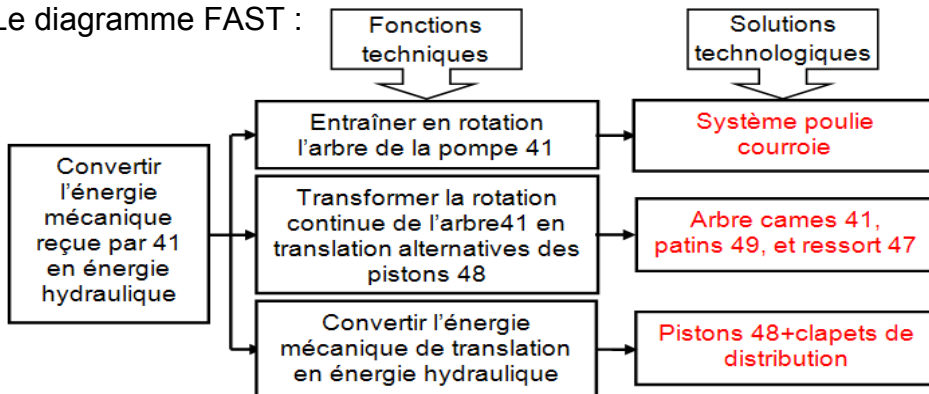 Le diagramme FAST :
Fonctions
techniques
Solutions
technologiques
Convertir
l'énergie
mécanique
reçue par 41
en énergie
hydraulique
Entraîner en rotation
l'arbre de la pompe 41
Système poulie
courroie
Transformer la rotation
continue de l'arbre41 en
translation alternatives des
pistons 48
Arbre cames 41,
patins 49, et ressort 47
Convertir l'énergie
mécanique de translation
en énergie hydraulique
Pistons 48+clapets de
distribution